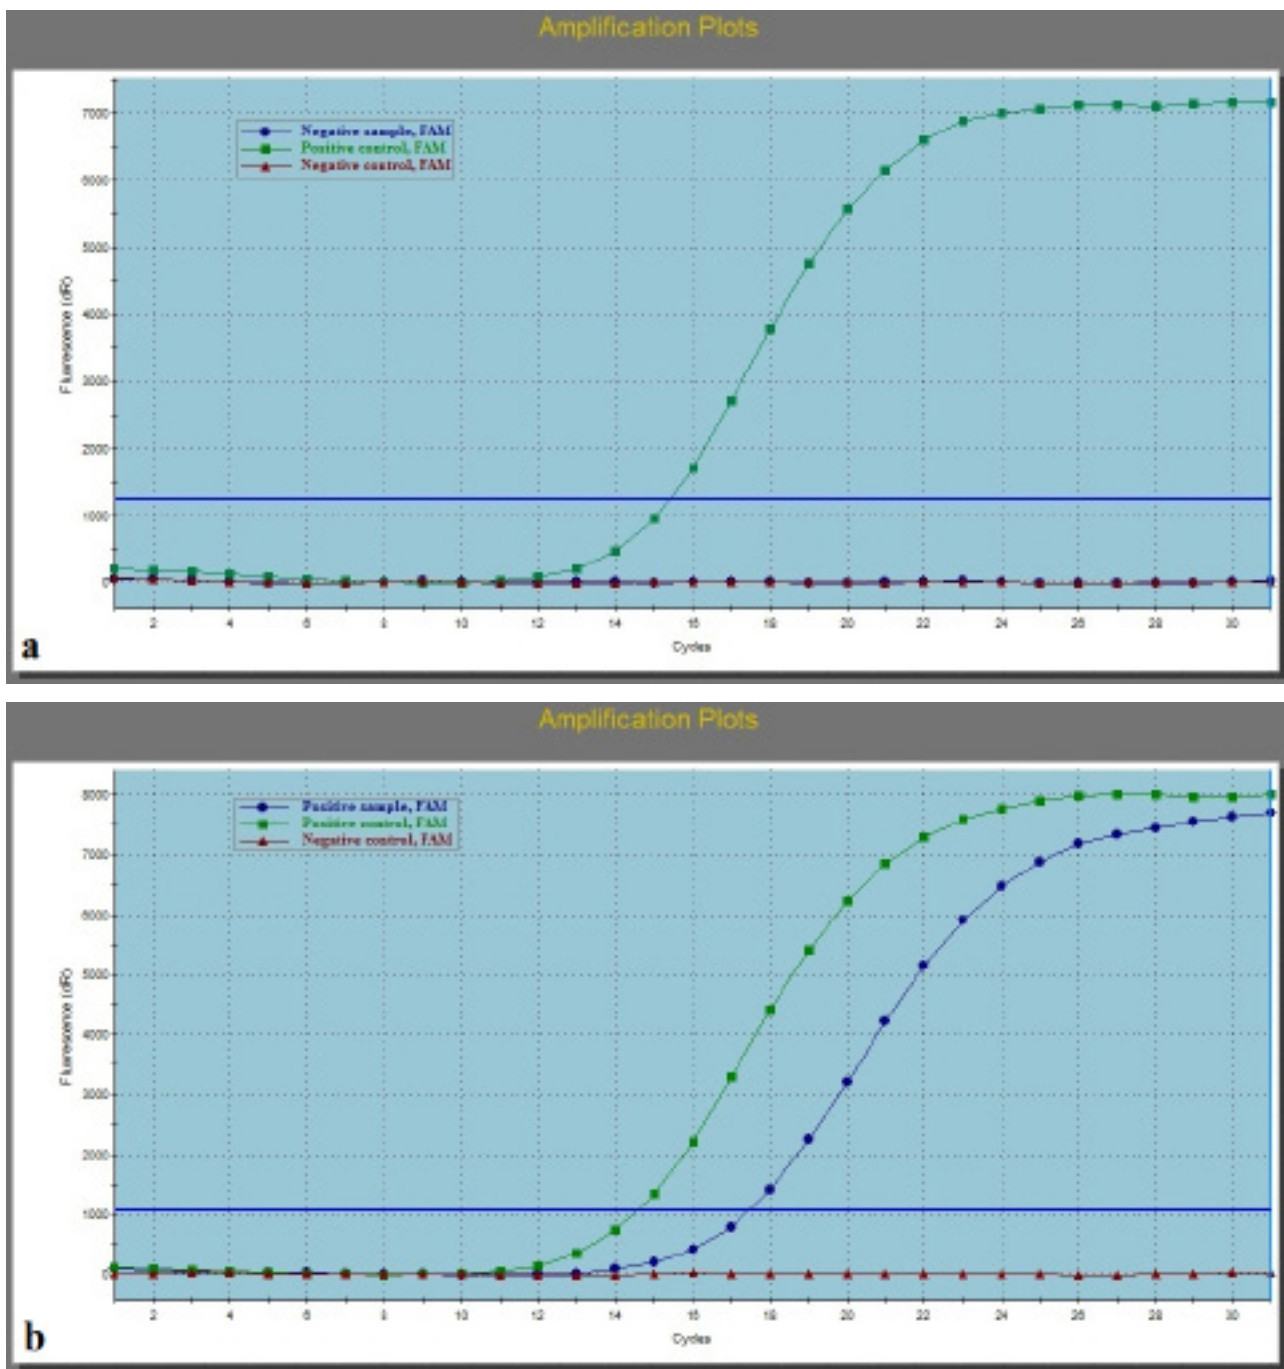 Amplification Plots
7000
6000
5000
4000
3000
2000
1000
0
Fluorescence (dR)
Negative sample, FAM
Positive control, FAM
Negative control, FAM
2 4 6 8 10 12 14 16 18 20 22 24 26 28 30
Cycles
a
Amplification Plots
8000
7000
6000
5000
4000
3000
2000
1000
0
Fluorescence (dR)
Positive sample, FAM
Positive control, FAM
Negative control, FAM
2 4 6 8 10 12 14 16 18 20 22 24 26 28 30
Cycles
b